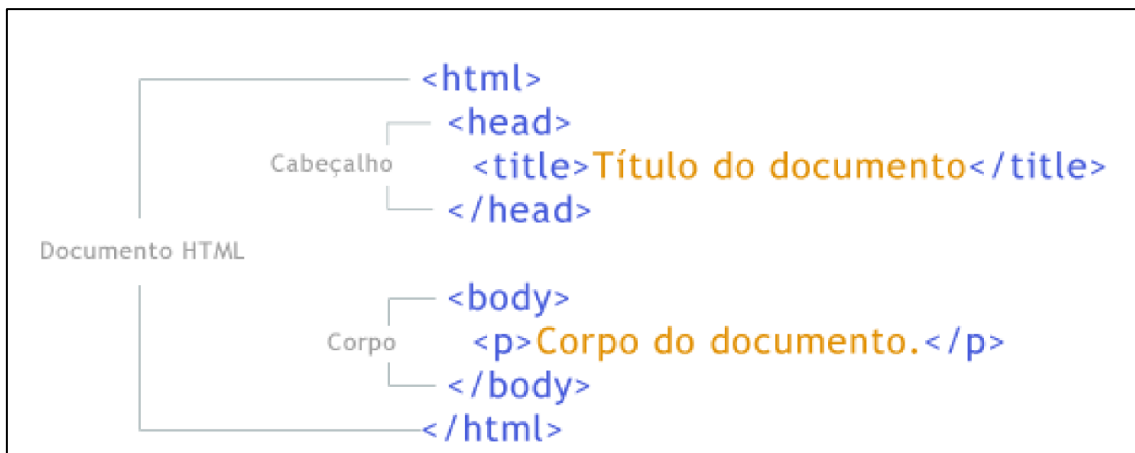 <html>
<head>
Cabeçalho
<title>Título do documento</title>
</head>
Documento HTML
<body>
Corpo
<p>Corpo do documento.</p>
</body>
</html>